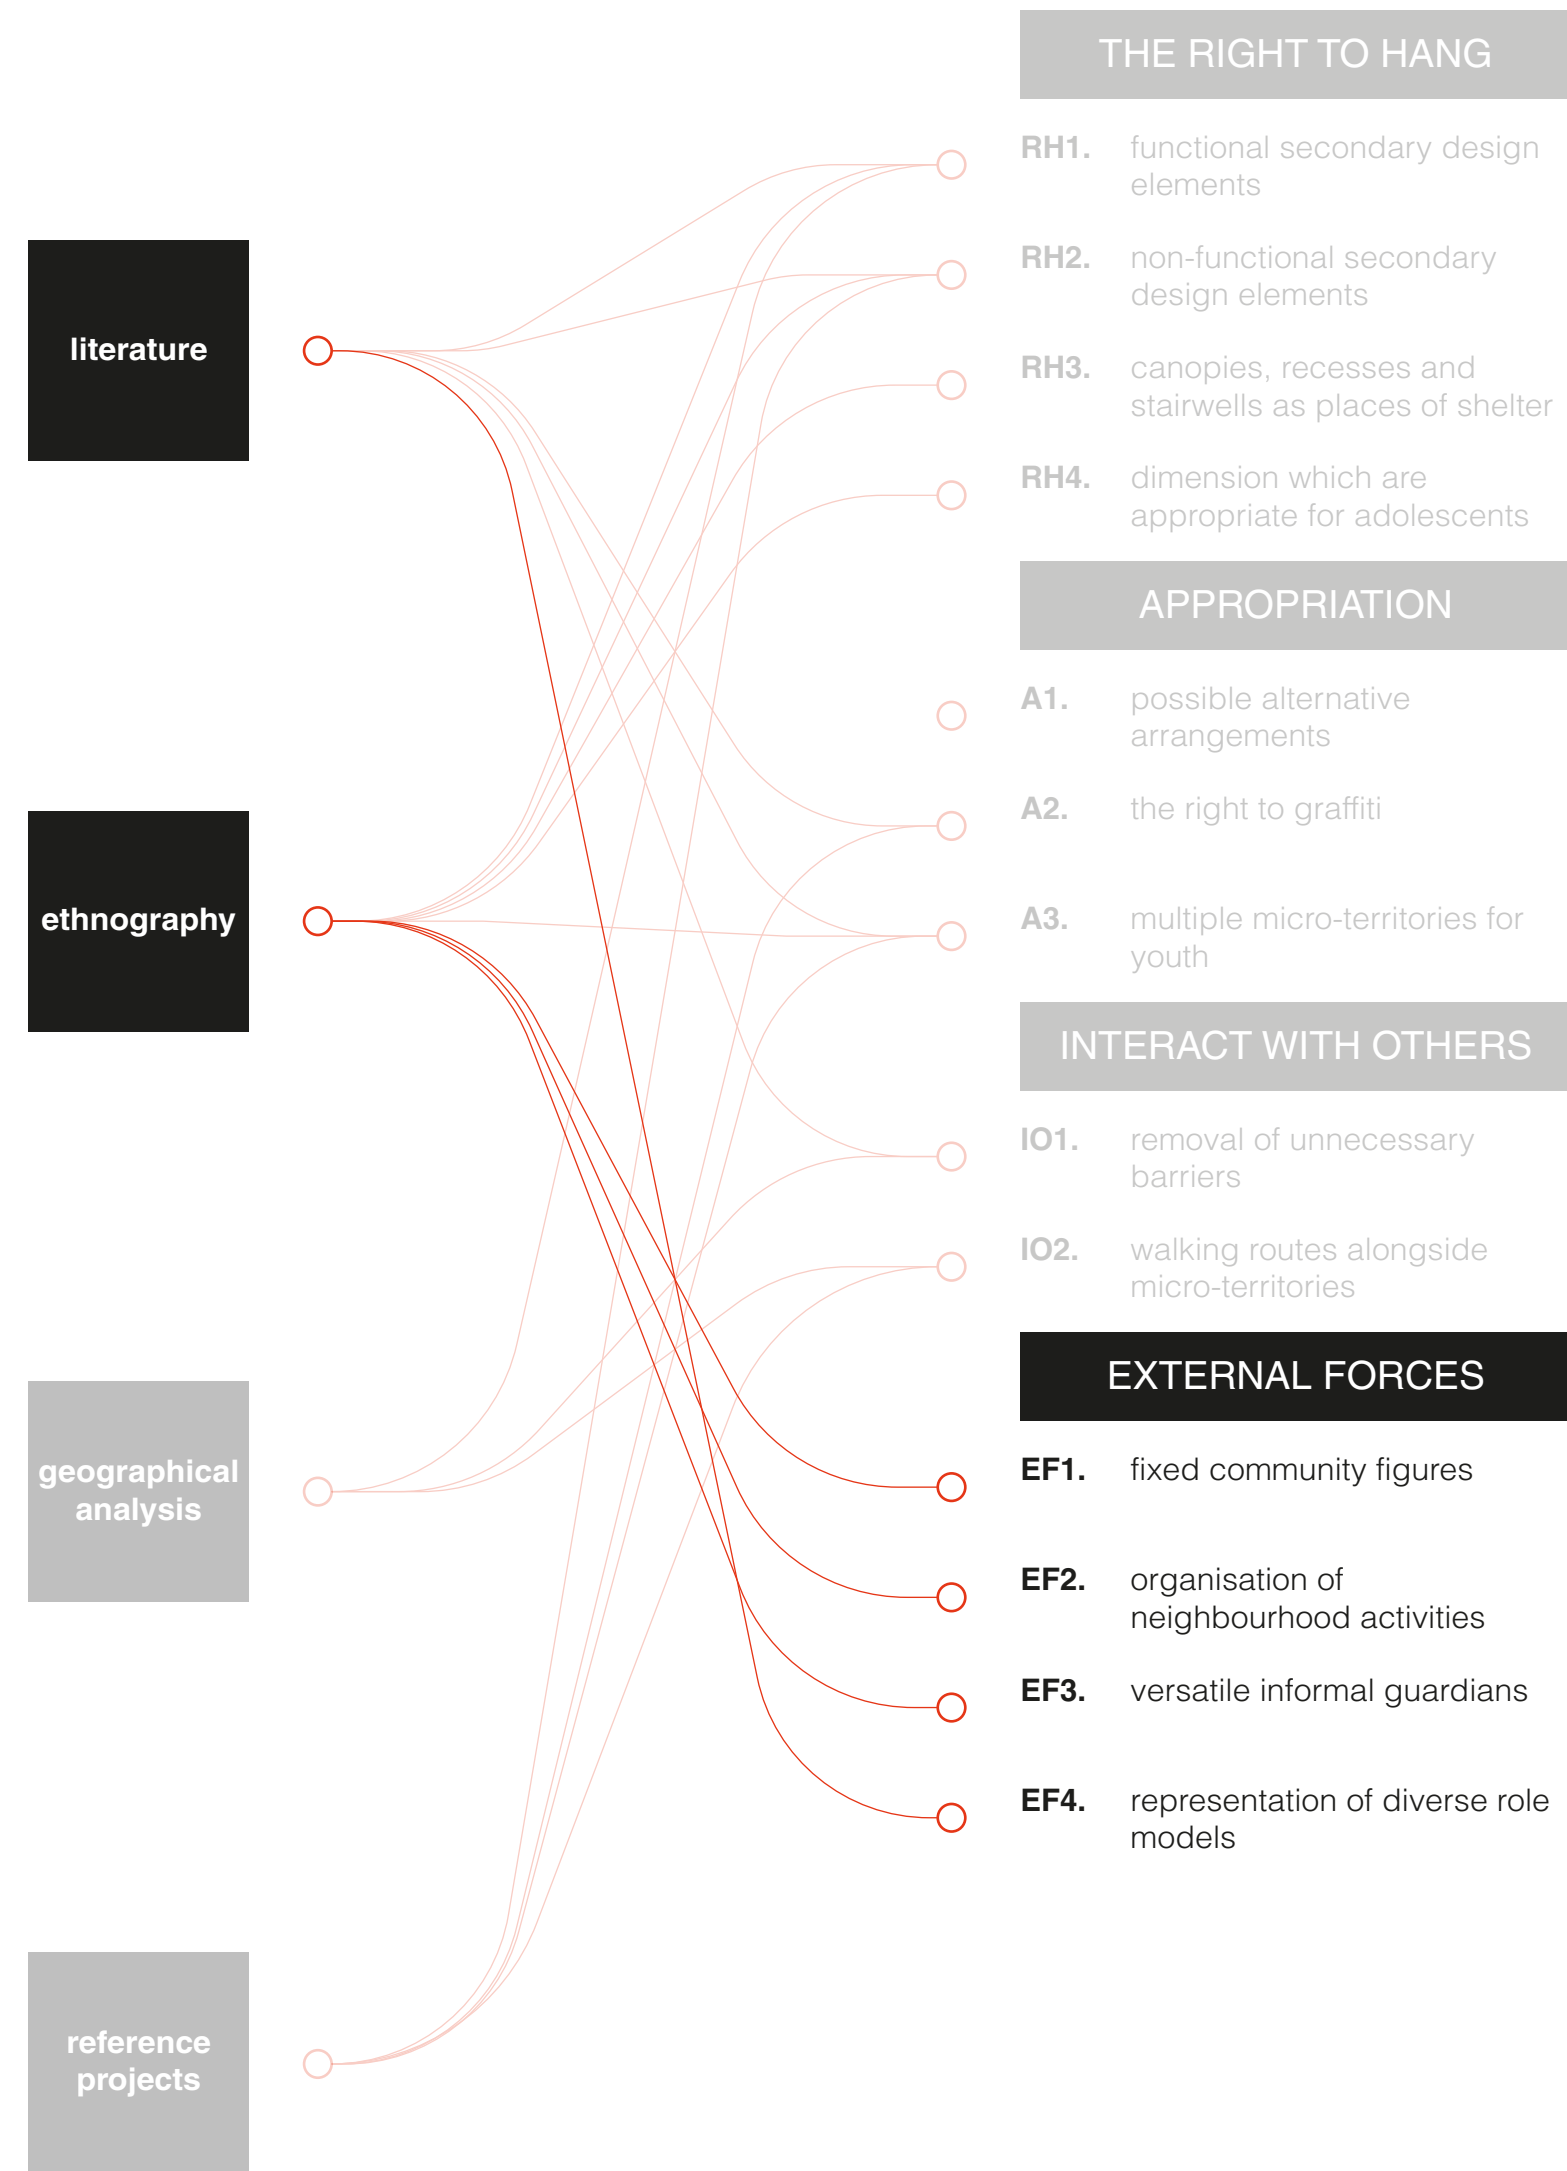 THE RIGHT TO HANG
RH1. functional secondary design
elements
RH2. non-functional secondary
design elements
RH3. canopies, recesses and
stairwells as places of shelter
RH4. dimension which are
appropriate for adolescents
APPROPRIATION
A1. possible alternative
arrangements
A2. the right to graffiti
A3. multiple micro-territories for
youth
INTERACT WITH OTHERS
IO1. removal of unnecessary
barriers
IO2. walking routes alongside
micro-territories
EXTERNAL FORCES
EF1. fixed community figures
EF2. organisation of
neighbourhood activities
EF3. versatile informal guardians
EF4. representation of diverse role
models
literature
ethnography
geographical
analysis
reference
projects